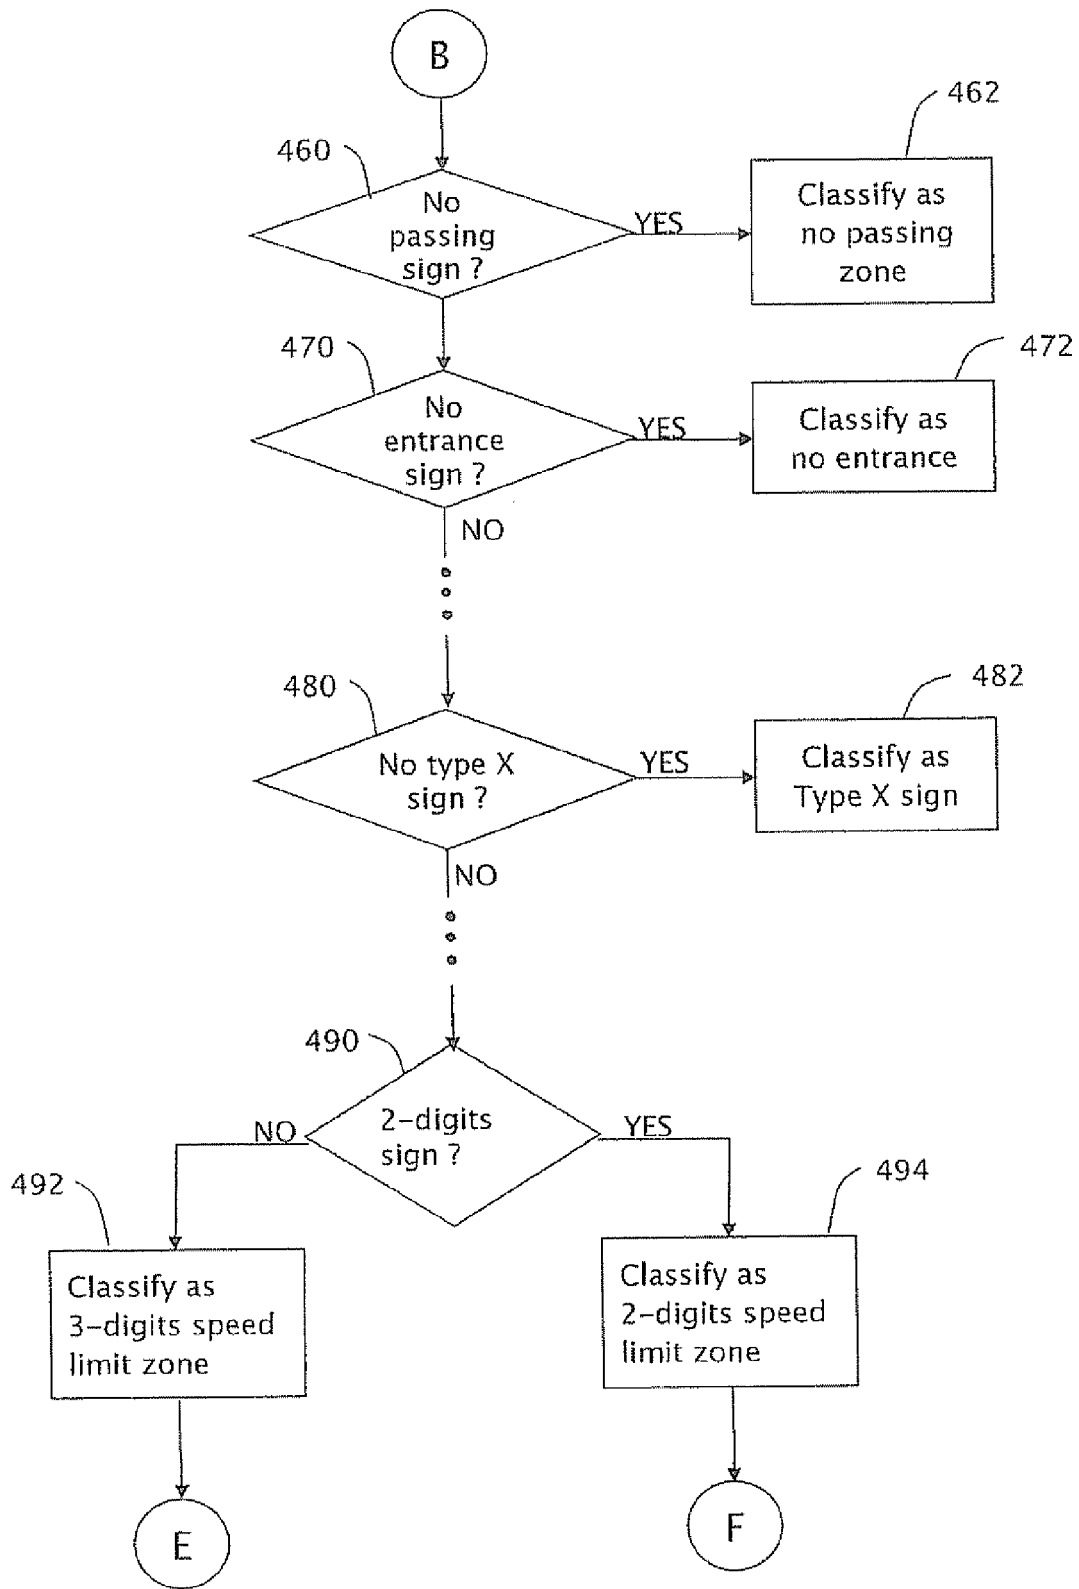 B
460
462
No
passing
sign ?
YES
Classify as
no passing
zone
470
472
No
entrance
sign ?
YES
Classify as
no entrance
NO
480
482
No type X
sign ?
YES
Classify as
Type X sign
NO
490
2-digits
sign ?
NO
YES
492
494
Classify as
3-digits speed
limit zone
Classify as
2-digits speed
limit zone
E
F